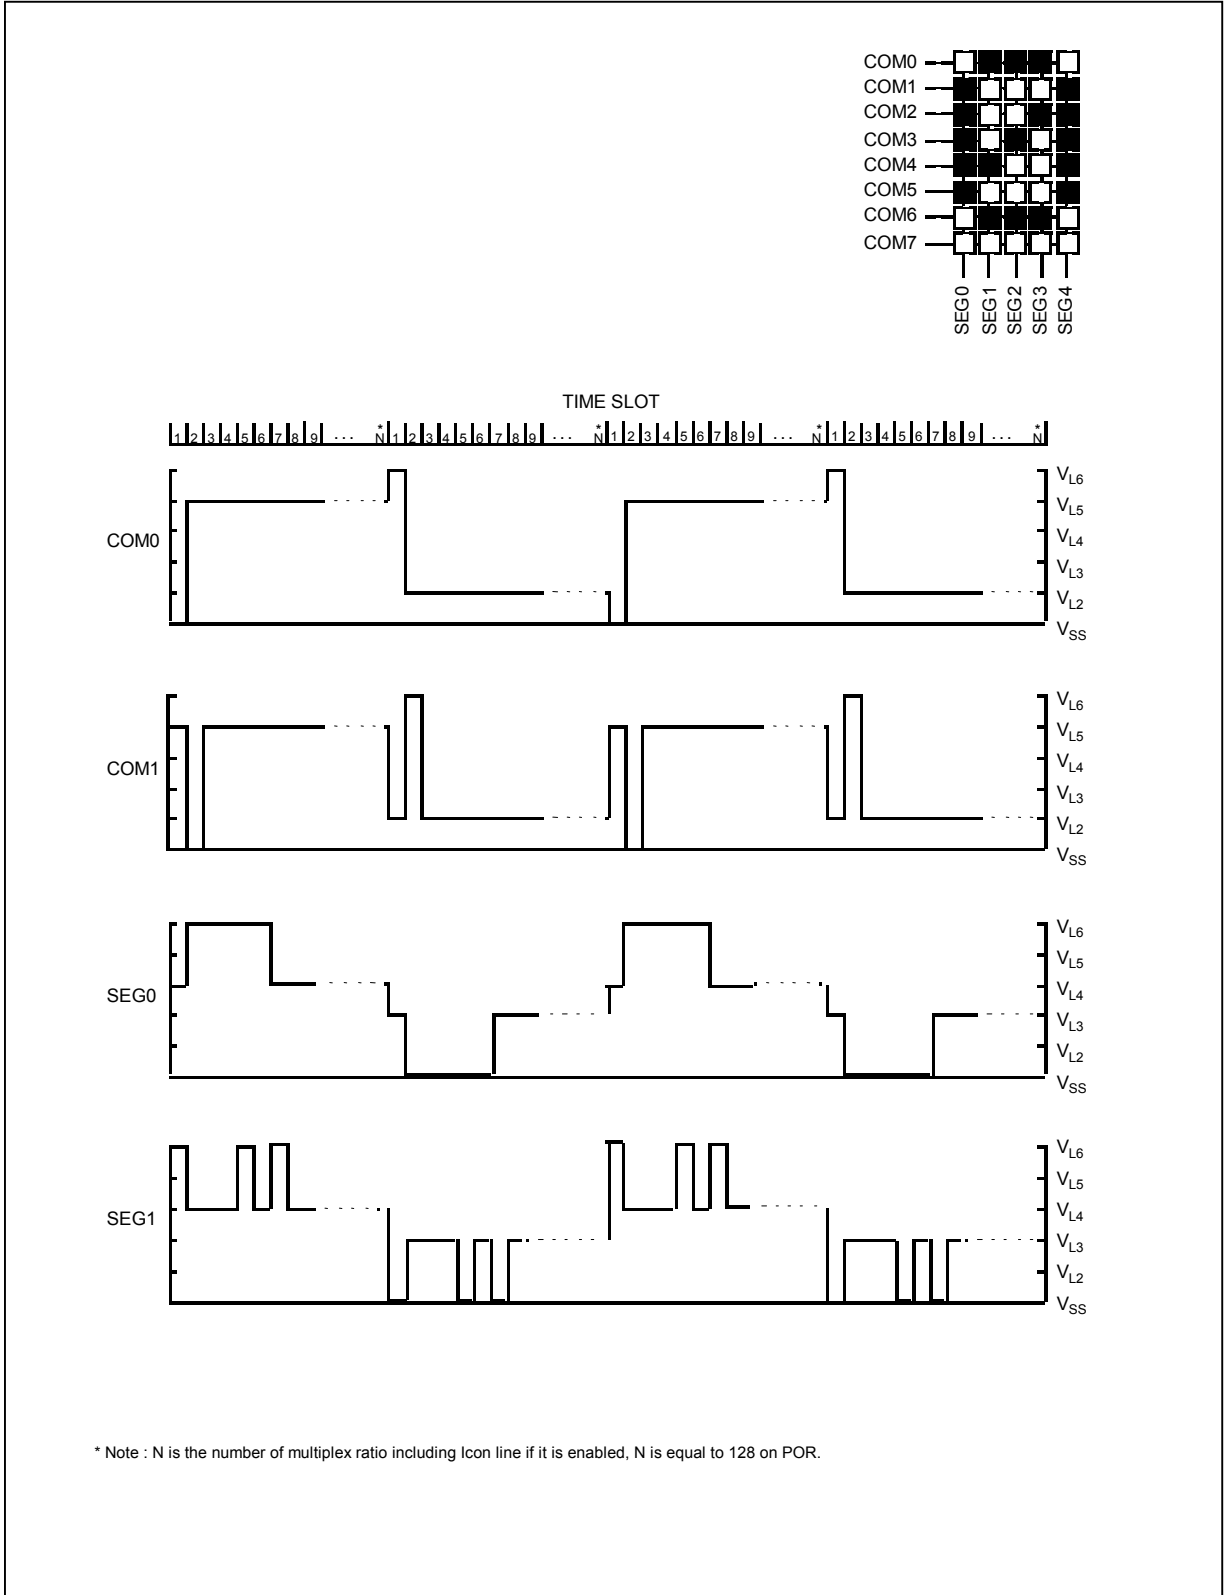 COM0
COM1
COM2
COM3
COM4
COM5
COM6
COM7
SEG0
SEG1
SEG2
SEG3
SEG4
TIME SLOT
1 2 3 4 5 6 7 8 9 ... *N 1 2 3 4 5 6 7 8 9 ... *N 1 2 3 4 5 6 7 8 9 ... *N 1 2 3 4 5 6 7 8 9 ... *N
COM0
VL6
VL5
VL4
VL3
VL2
VSS
COM1
VL6
VL5
VL4
VL3
VL2
VSS
SEG0
VL6
VL5
VL4
VL3
VL2
VSS
SEG1
VL6
VL5
VL4
VL3
VL2
VSS
* Note : N is the number of multiplex ratio including Icon line if it is enabled, N is equal to 128 on POR.